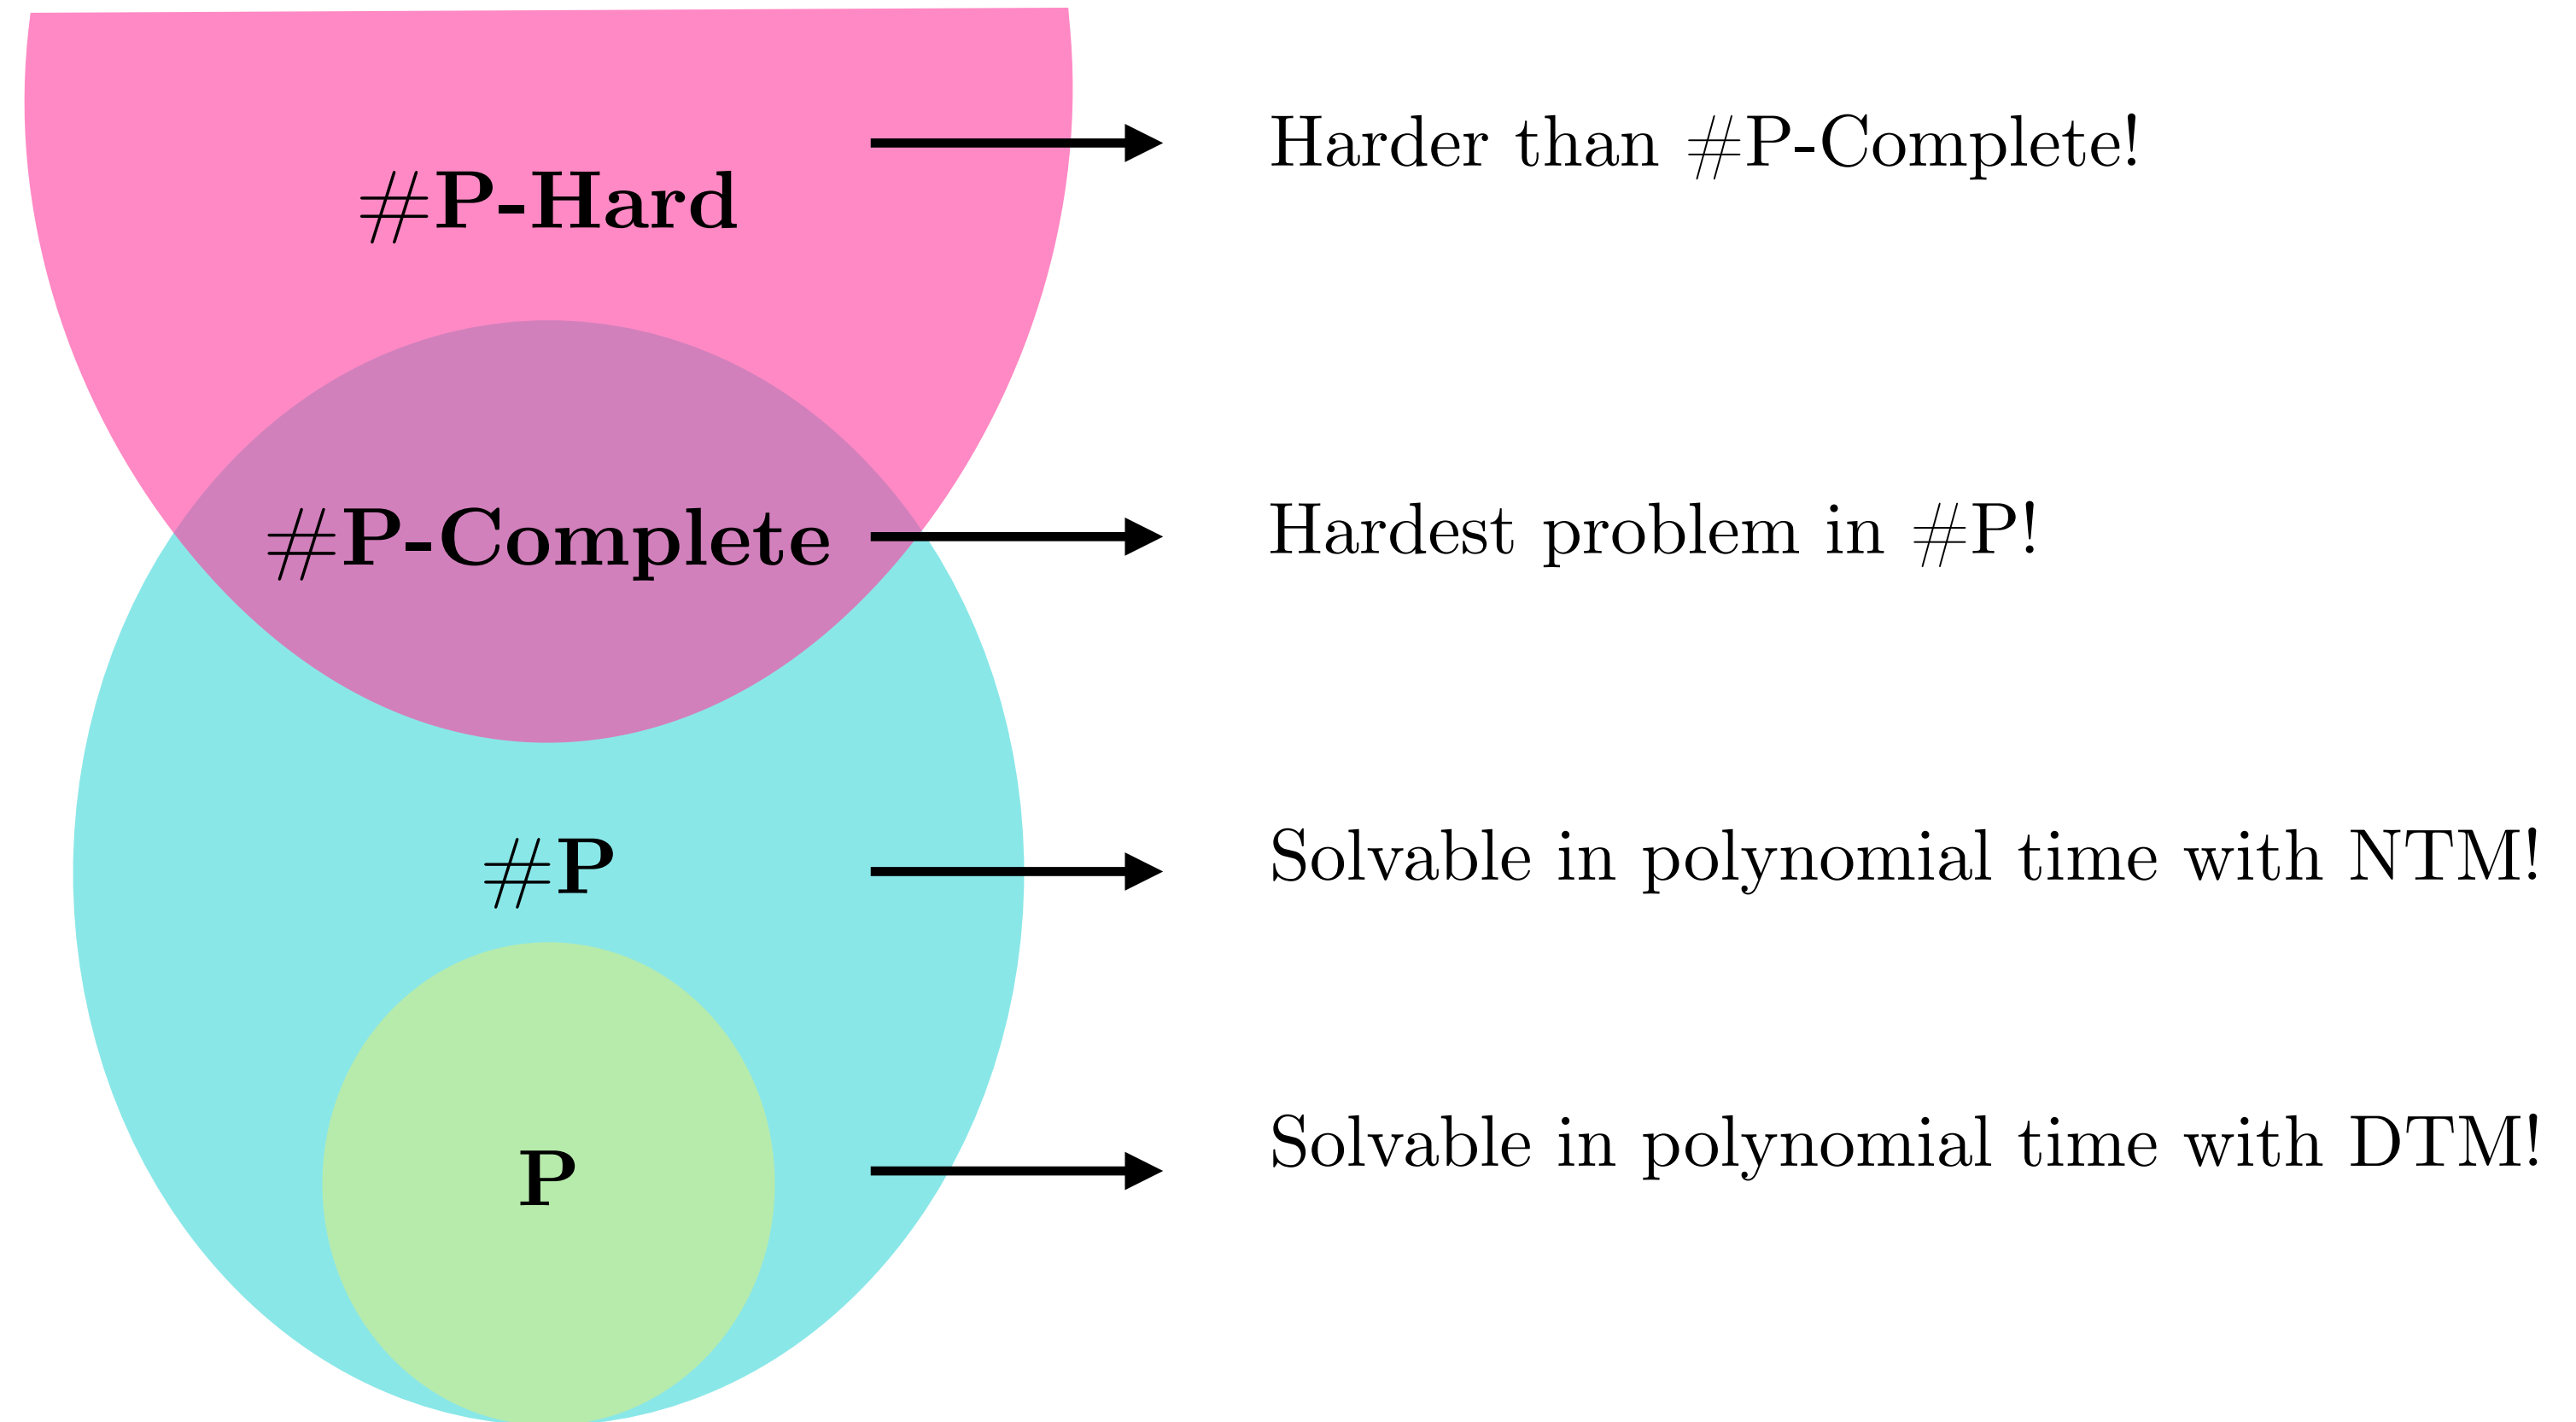 #P-Hard
Harder than #P-Complete!
#P-Complete
Hardest problem in #P!
#P
Solvable in polynomial time with NTM!
P
Solvable in polynomial time with DTM!